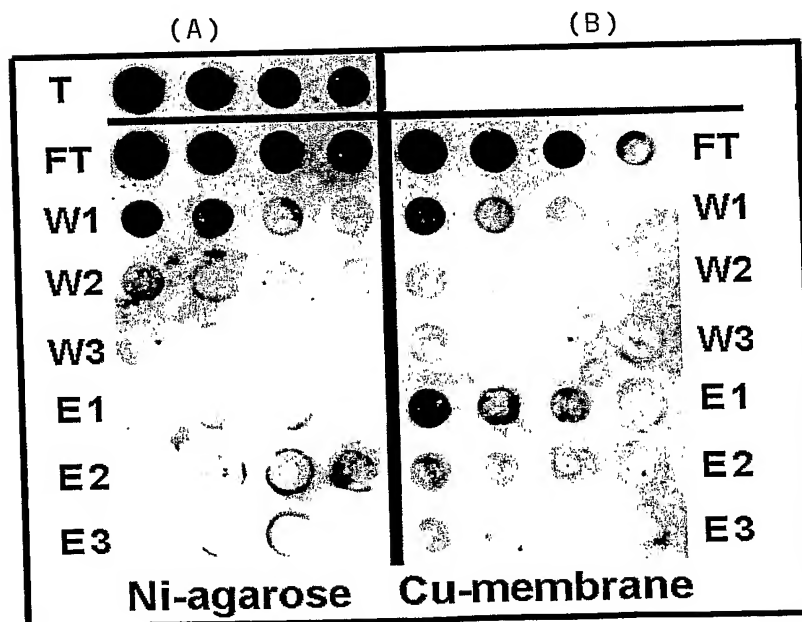 (A) (B)
T
FT FT
W1 W1
W2 W2
W3 W3
E1 E1
E2 E2
E3 E3
Ni-agarose Cu-membrane